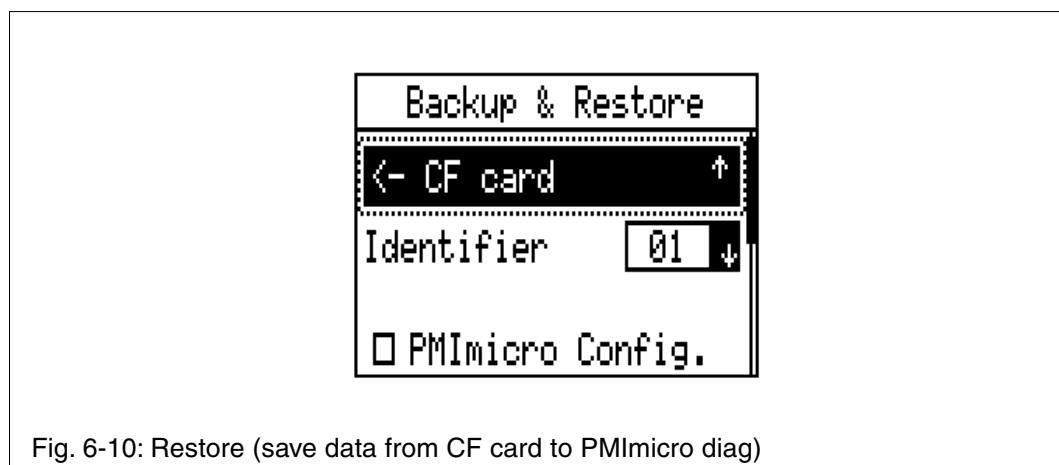 Backup & Restore
<- CF card ↑
Identifier 01 ↓
PMImicro Config.
Fig. 6-10: Restore (save data from CF card to PMImicro diag)